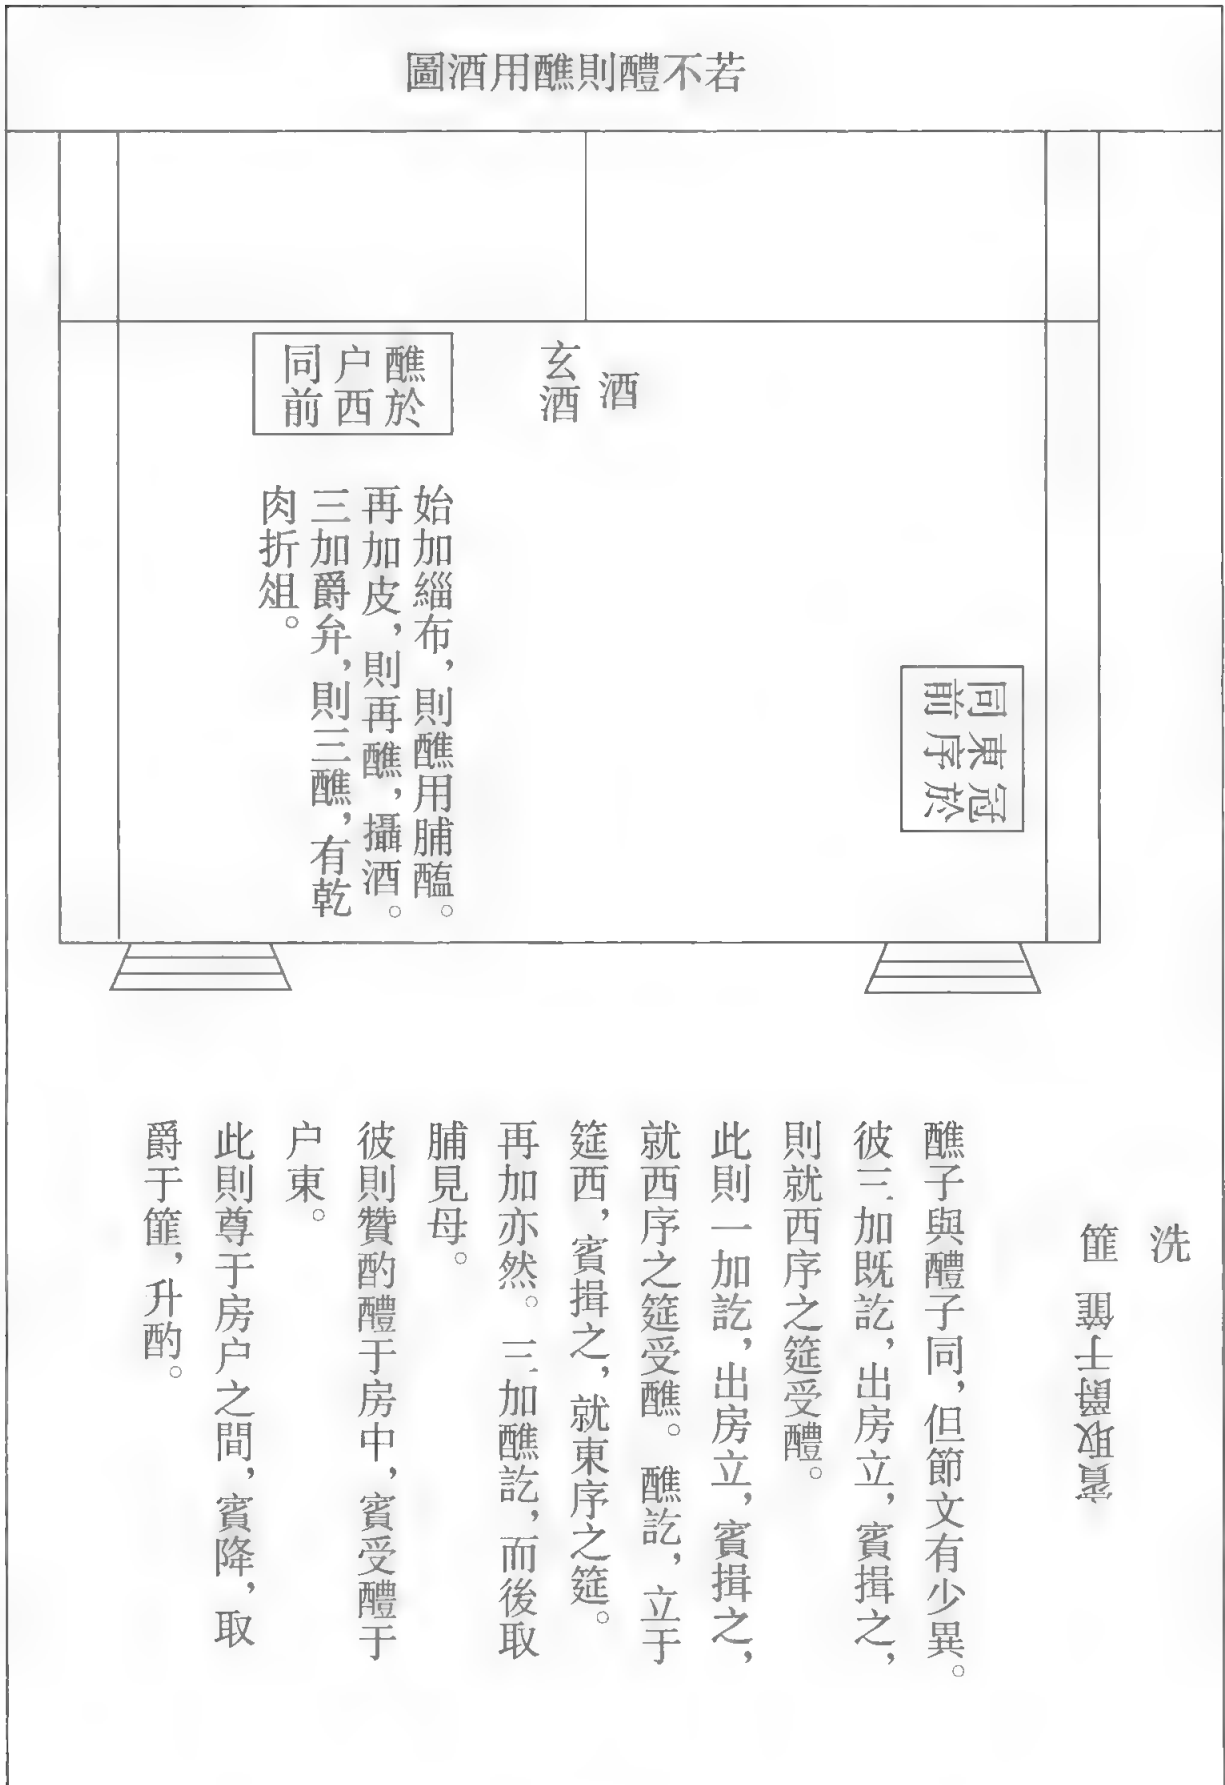 若不醴則醮用酒圖
酒
玄酒
醮於
户西
同前
始加緇布，則醮用脯醢。
再加皮，則再醮，攝酒。
三加爵弁，則三醮，有乾
肉折俎。
冠於
東序
同前
洗
篚
賓取爵于篚
醮子與醴子同，但節文有少異。
彼三加既訖，出房立，賓揖之，
則就西序之筵受醴。
此則一加訖，出房立，賓揖之，
就西序之筵受醮。醮訖，立于
筵西，賓揖之，就東序之筵。
再加亦然。三加醮訖，而後取
脯見母。
彼則贊酌醴于房中，賓受醴于
户東。
此則尊于房户之間，賓降，取
爵于篚，升酌。